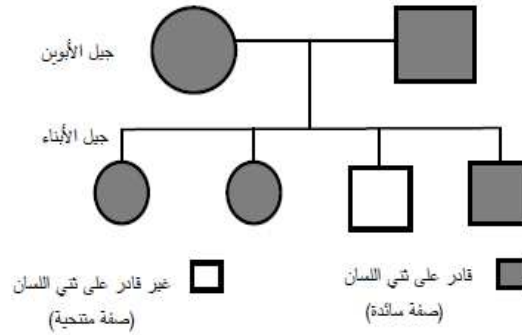 جيل الأبوين
جيل الأبناء
قادر على ثني اللسان
(صفة سائدة)
غير قادر على ثني اللسان
(صفة متنحية)